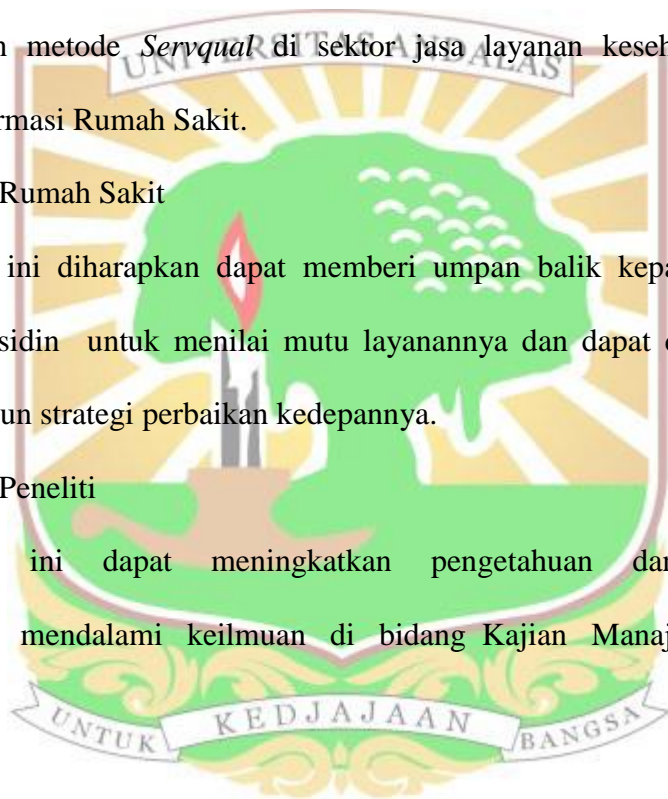 metode Servqual di sektor jasa layanan keseh
UNIVERSITAS ANDALAS
rmasi Rumah Sakit.
Rumah Sakit
ini diharapkan dapat memberi umpan balik kepa
sidin untuk menilai mutu layanannya dan dapat
un strategi perbaikan kedepannya.
Peneliti
ini dapat meningkatkan pengetahuan dan
mendalami keilmuan di bidang Kajian Manaj
UNTUK KEDJAJAAN BANGSA